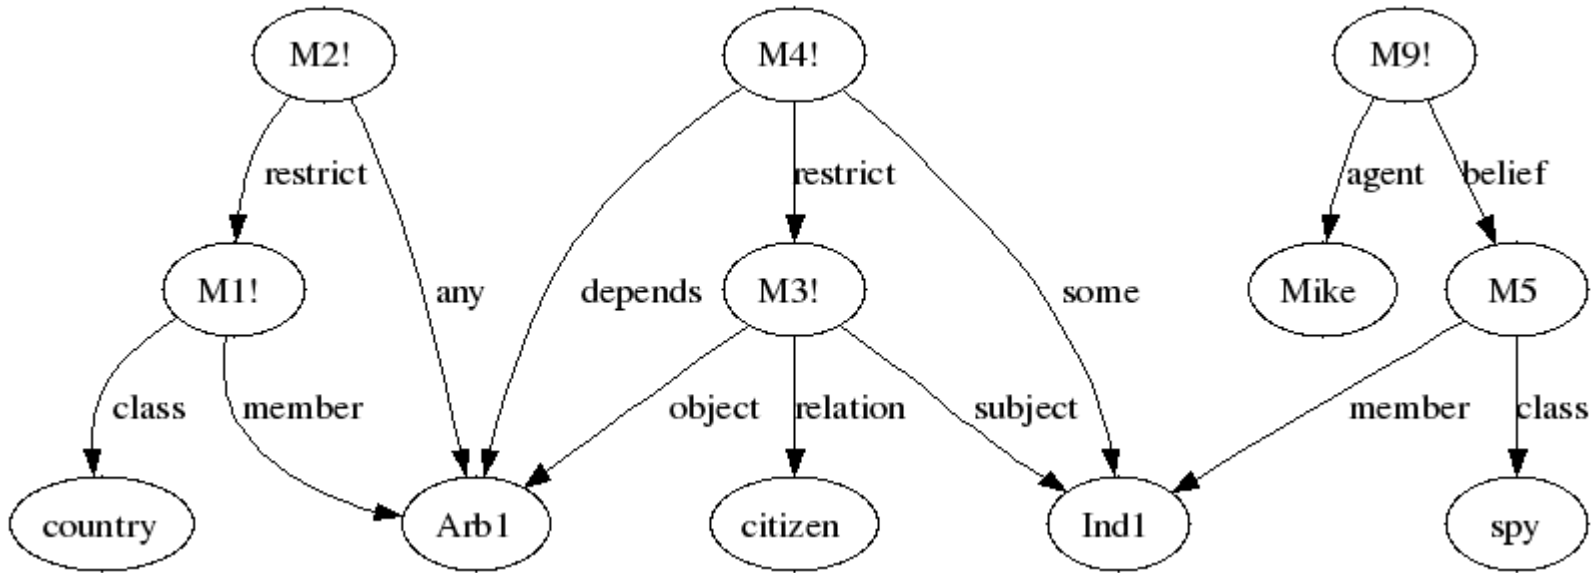 M2! M4! M9!
restrict restrict agent belief
M1! any depends M3! some Mike M5
class member object relation subject member class
country Arb1 citizen Ind1 spy